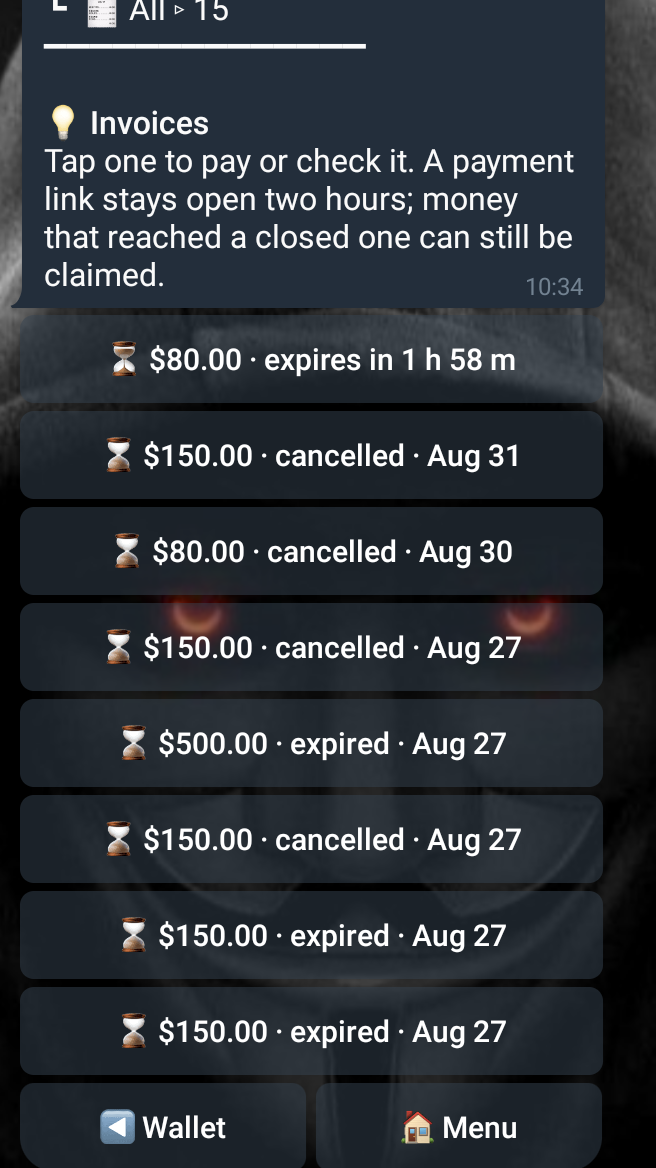 All ▹ 15
Invoices
Tap one to pay or check it. A payment
link stays open two hours; money
that reached a closed one can still be
claimed.
10:34
$80.00 · expires in 1 h 58 m
$150.00 · cancelled · Aug 31
$80.00 · cancelled · Aug 30
$150.00 · cancelled · Aug 27
$500.00 · expired · Aug 27
$150.00 · cancelled · Aug 27
$150.00 · expired · Aug 27
$150.00 · expired · Aug 27
Wallet
Menu